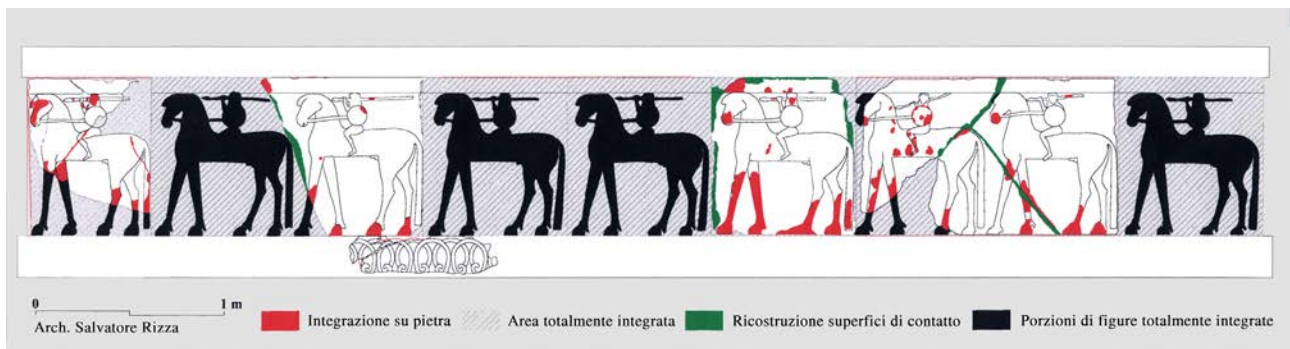 0 1 m
Arch. Salvatore Rizza
Integrazione su pietra
Area totalmente integrata
Ricostruzione superfici di contatto
Porzioni di figure totalmente integrate